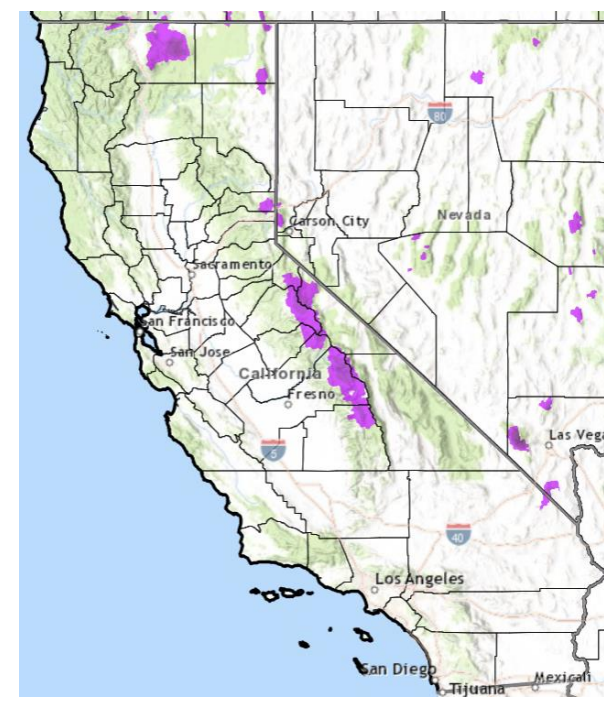 80
Carson City
Nevada
Sacramento
San Francisco
San Jose
California
Fresno
Las Vega
5
40
Los Angeles
San Diego
Mexicali
Tijuana